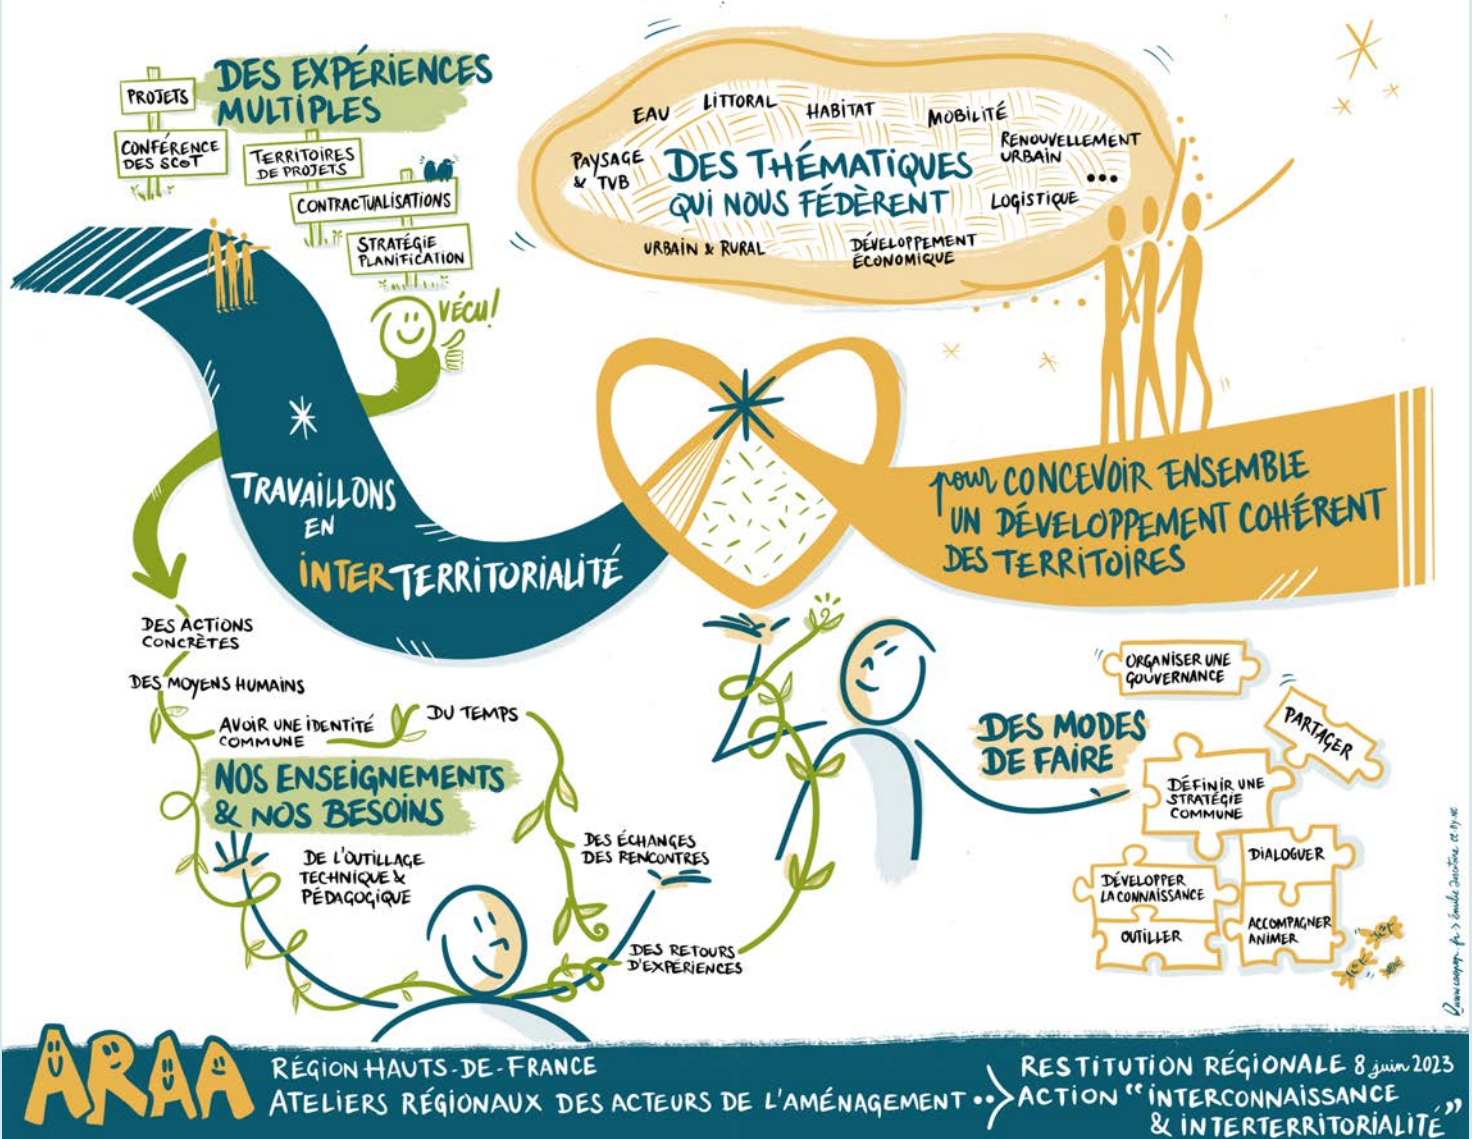 DES EXPÉRIENCES
MULTIPLES
PROJETS
CONFÉRENCE
DES SCOT
TERRITOIRES
DE PROJETS
CONTRACTUALISATIONS
STRATÉGIE
PLANIFICATION
VÉCU!
EAU
LITTORAL
HABITAT
MOBILITÉ
RENOUVELLEMENT
URBAIN
...
PAYSAGE
& TVB
DES THÉMATIQUES
QUI NOUS FÉDÈRENT
LOGISTIQUE
URBAIN & RURAL
DÉVELOPPEMENT
ÉCONOMIQUE
TRAVAILLONS
EN
INTERTERRITORIALITÉ
pour CONCEVOIR ENSEMBLE
UN DÉVELOPPEMENT COHÉRENT
DES TERRITOIRES
DES ACTIONS
CONCRÈTES
DES MOYENS HUMAINS
AVOIR UNE IDENTITÉ
COMMUNE
DU TEMPS
NOS ENSEIGNEMENTS
& NOS BESOINS
DE L'OUTILLAGE
TECHNIQUE &
PÉDAGOGIQUE
DES ÉCHANGES
DES RENCONTRES
DES RETOURS
D'EXPÉRIENCES
DES MODES
DE FAIRE
ORGANISER UNE
GOUVERNANCE
PARTAGER
DÉFINIR UNE
STRATÉGIE
COMMUNE
DIALOGUER
DÉVELOPPER
LA CONNAISSANCE
OUTILLER
ACCOMPAGNER
ANIMER
ARAA
RÉGION HAUTS-DE-FRANCE
ATELIERS RÉGIONAUX DES ACTEURS DE L'AMÉNAGEMENT
RESTITUTION RÉGIONALE 8 juin 2023
ACTION "INTERCONNAISSANCE
& INTERTERRITORIALITÉ"